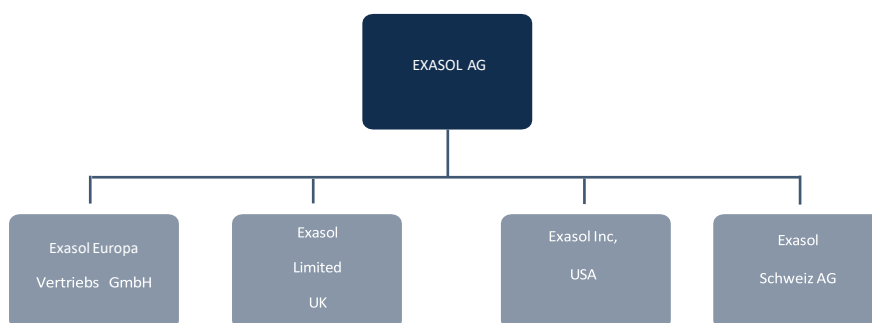 EXASOL AG
Exasol Europa
Vertriebs GmbH
Exasol
Limited
UK
Exasol Inc,
USA
Exasol
Schweiz AG